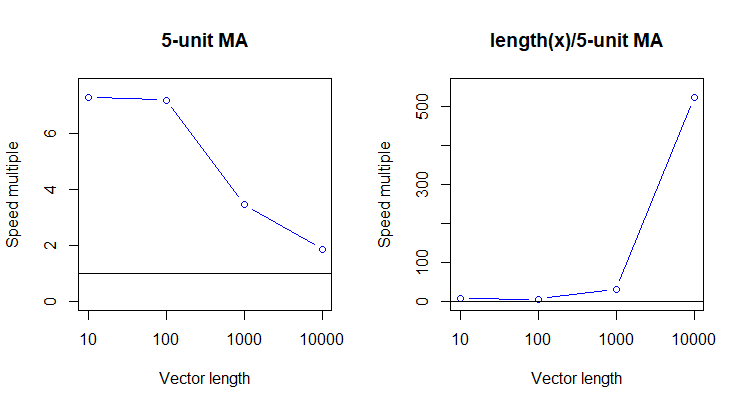 5-unit MA
Speed multiple
6
4
2
0
10 100 1000 10000
Vector length
length(x)/5-unit MA
Speed multiple
500
300
100
0
10 100 1000 10000
Vector length